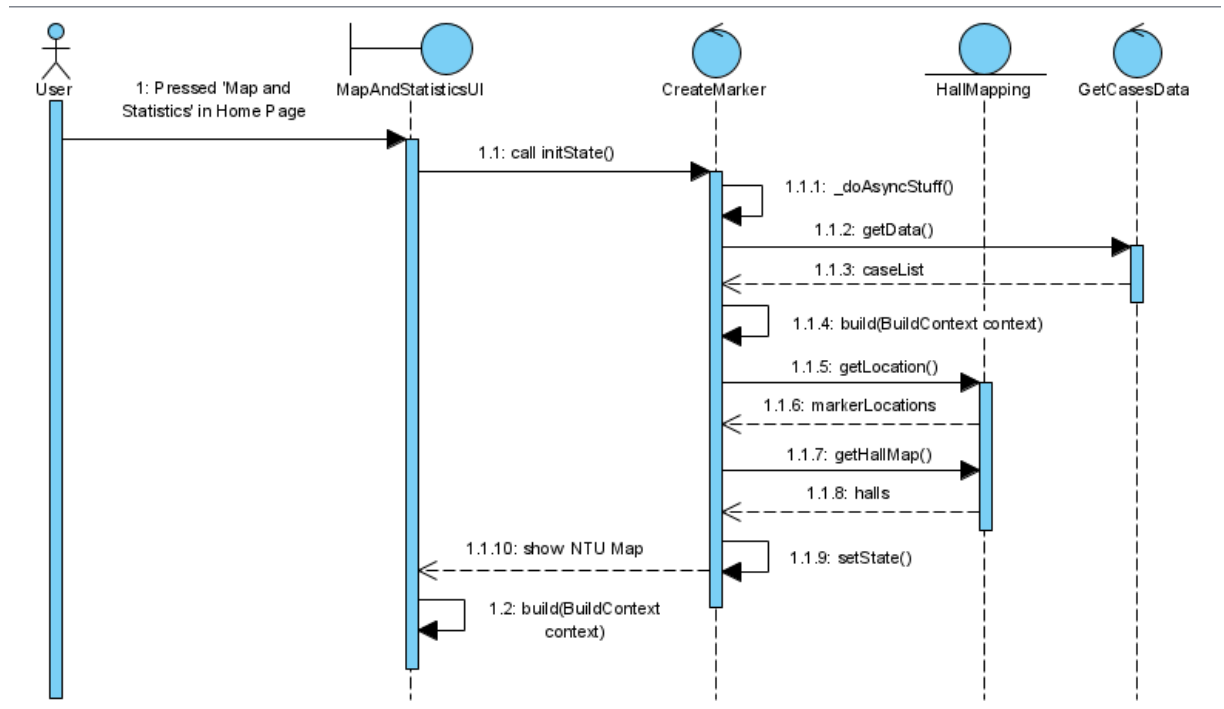 User
MapAndStatisticsUI
CreateMarker
HallMapping
GetCasesData
1: Pressed 'Map and
Statistics' in Home Page
1.1: call initState()
1.1.1: _doAsyncStuff()
1.1.2: getData()
1.1.3: caseList
1.1.4: build(BuildContext context)
1.1.5: getLocation()
1.1.6: markerLocations
1.1.7: getHallMap()
1.1.8: halls
1.1.9: setState()
1.1.10: show NTU Map
1.2: build(BuildContext
context)